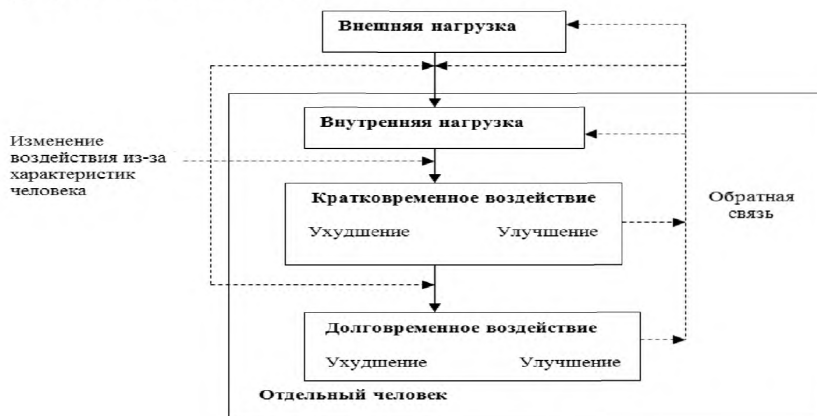 Внешняя нагрузка
Внутренняя нагрузка
Изменение
воздействия из-за
характеристик
человека
Кратковременное воздействие
Ухудшение Улучшение
Обратная
связь
Долговременное воздействие
Ухудшение Улучшение
Отдельный человек